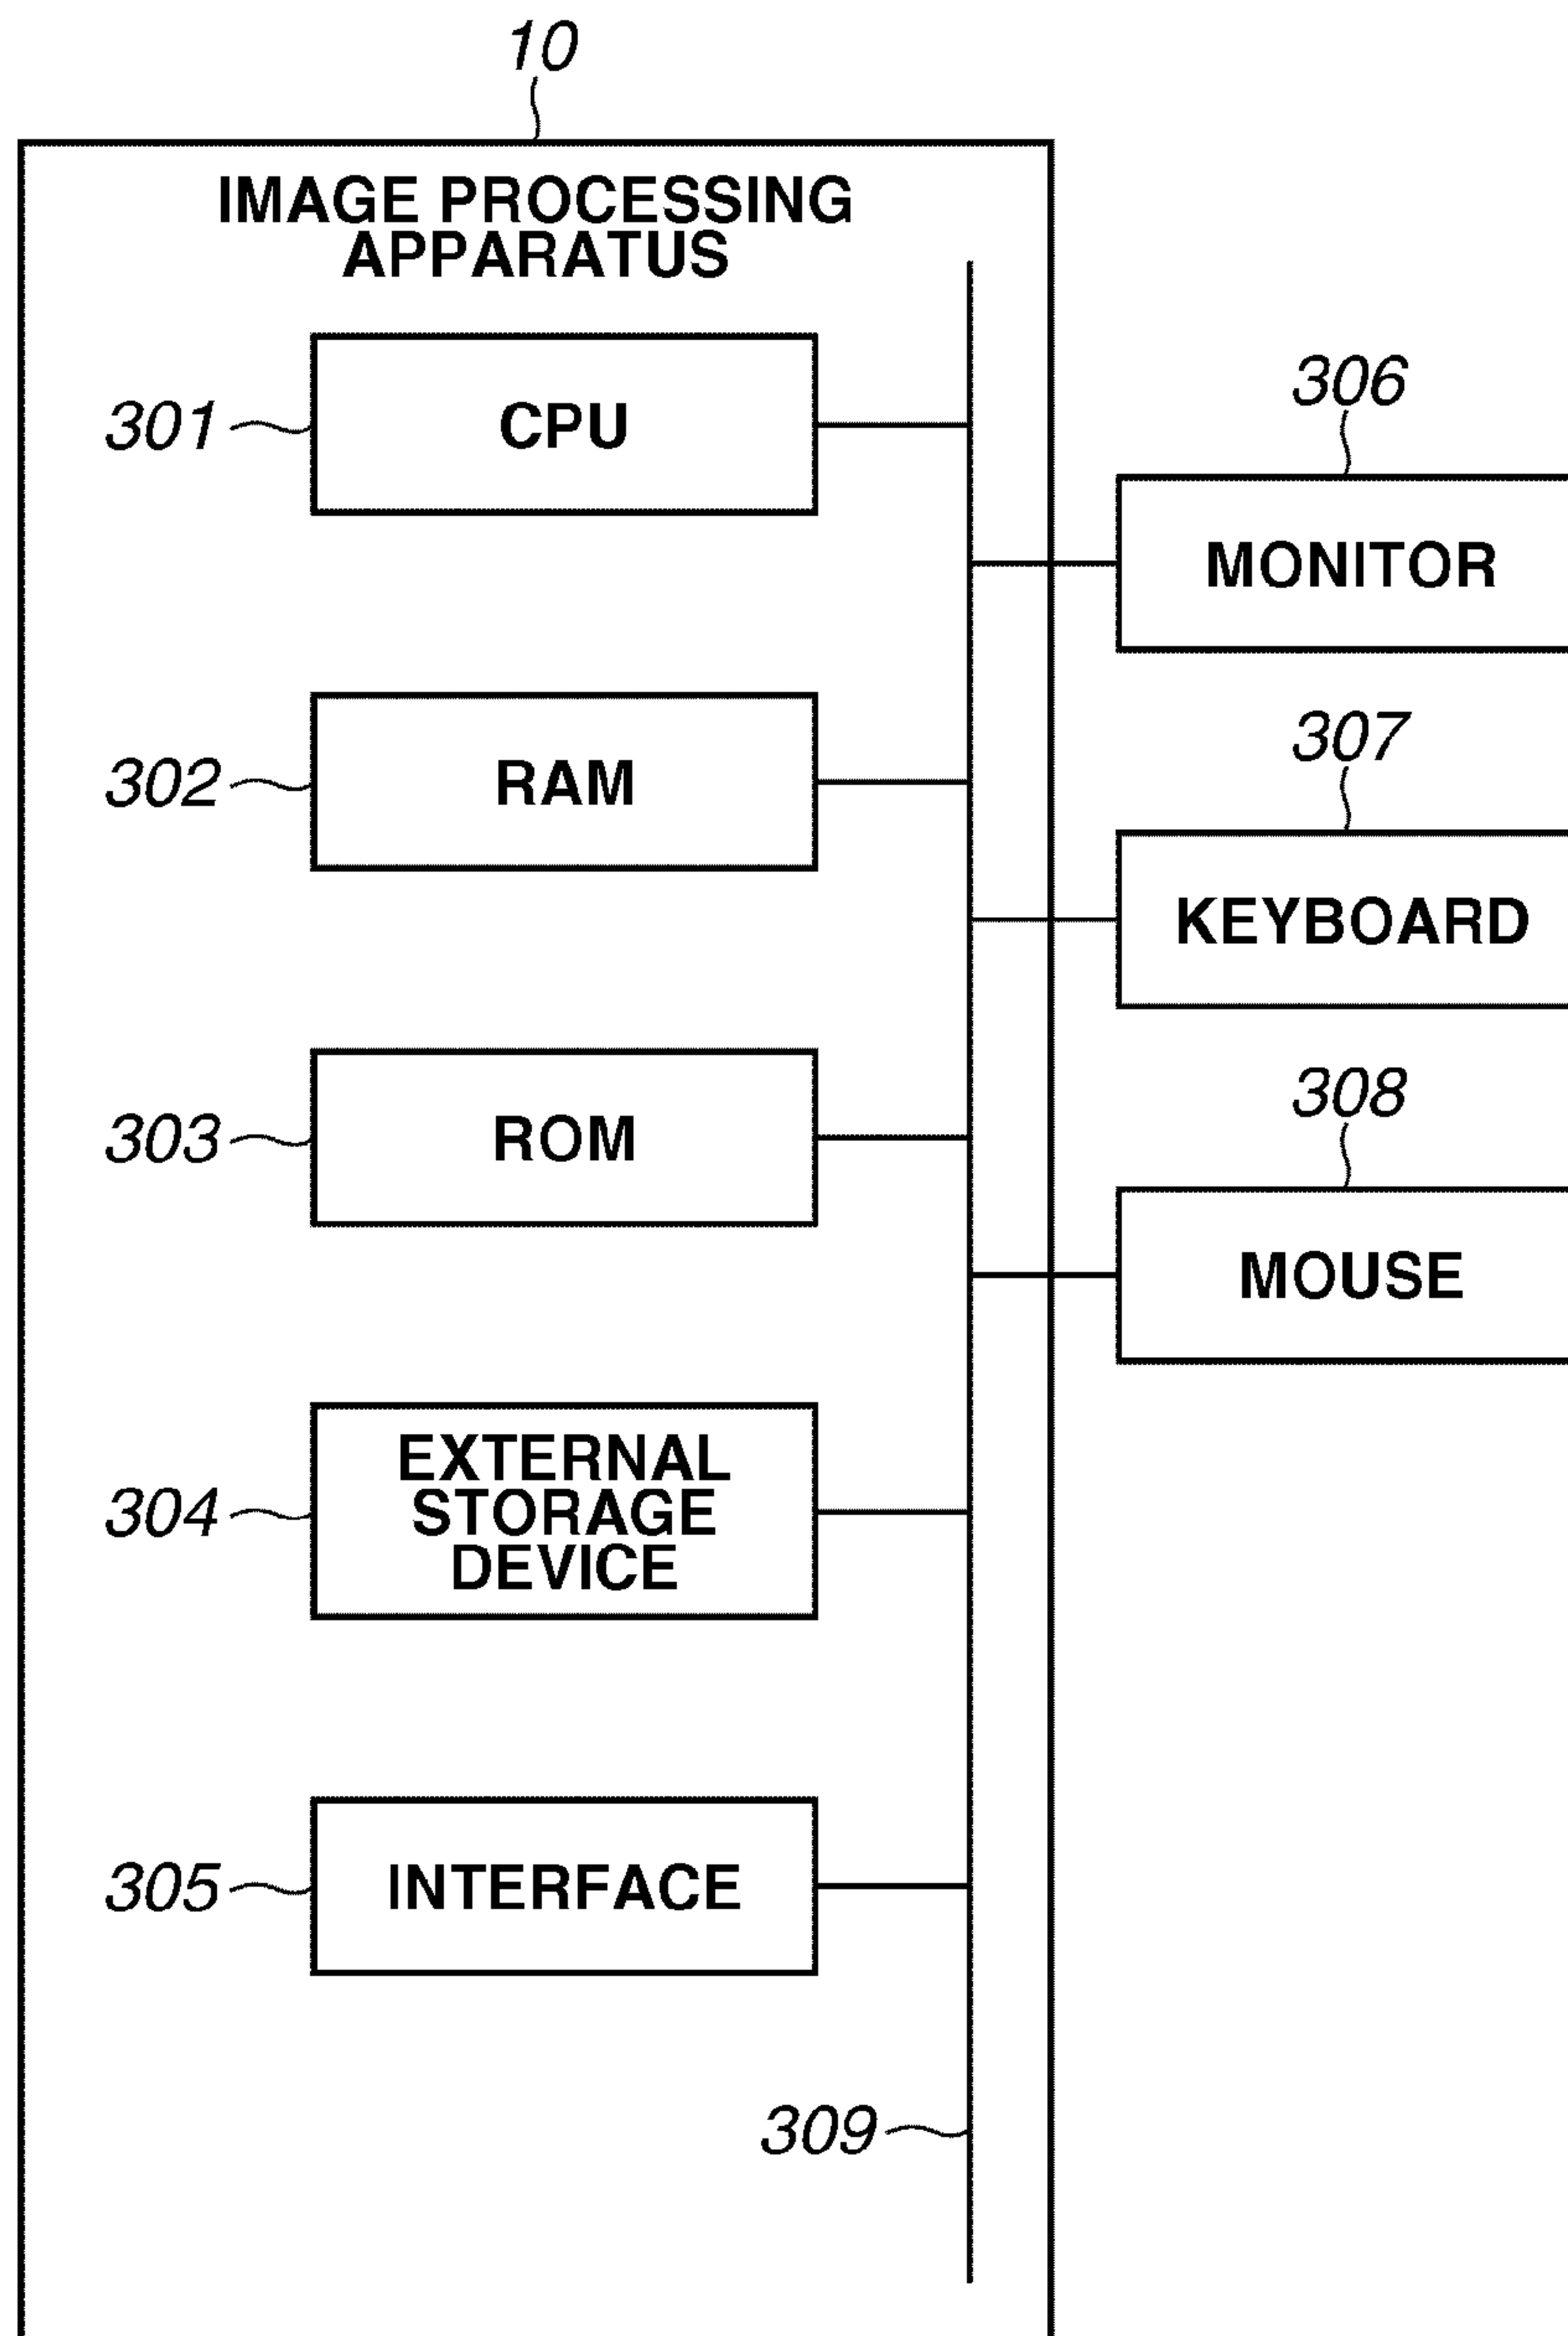 10
IMAGE PROCESSING
APPARATUS
301
CPU
306
MONITOR
302
RAM
307
KEYBOARD
303
ROM
308
MOUSE
304
EXTERNAL
STORAGE
DEVICE
305
INTERFACE
309